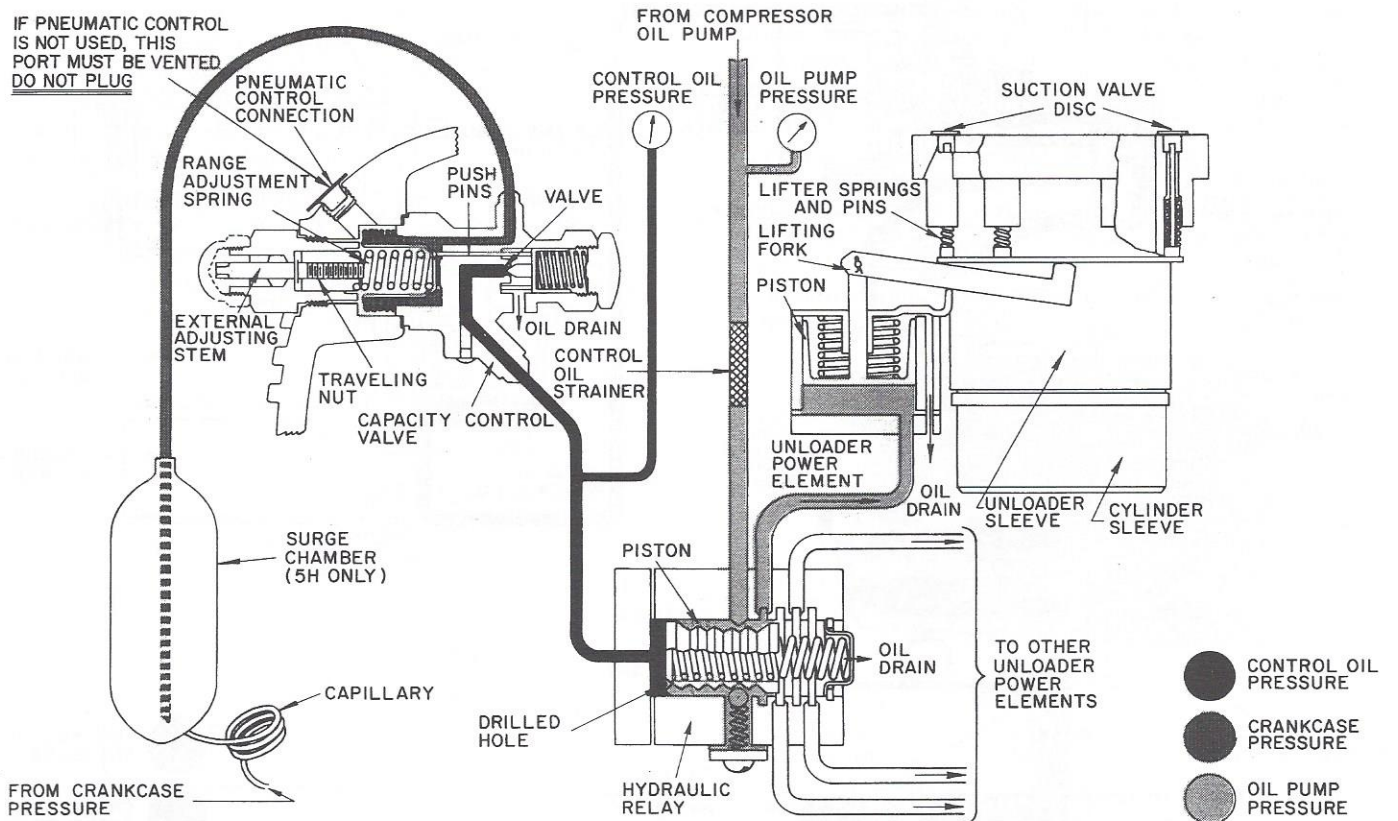 IF PNEUMATIC CONTROL
IS NOT USED, THIS
PORT MUST BE VENTED
DO NOT PLUG
PNEUMATIC
CONTROL
CONNECTION
RANGE
ADJUSTMENT
SPRING
PUSH
PINS
VALVE
EXTERNAL
ADJUSTING
STEM
TRAVELING
NUT
CAPACITY CONTROL
VALVE
OIL DRAIN
FROM COMPRESSOR
OIL PUMP
CONTROL OIL
PRESSURE
OIL PUMP
PRESSURE
SUCTION VALVE
DISC
LIFTER SPRINGS
AND PINS
LIFTING
FORK
PISTON
CONTROL
OIL
STRAINER
UNLOADER
POWER
ELEMENT
OIL
DRAIN
UNLOADER
SLEEVE
CYLINDER
SLEEVE
SURGE
CHAMBER
(5H ONLY)
CAPILLARY
FROM CRANKCASE
PRESSURE
PISTON
DRILLED
HOLE
HYDRAULIC
RELAY
OIL
DRAIN
TO OTHER
UNLOADER
POWER
ELEMENTS
CONTROL OIL
PRESSURE
CRANKCASE
PRESSURE
OIL PUMP
PRESSURE